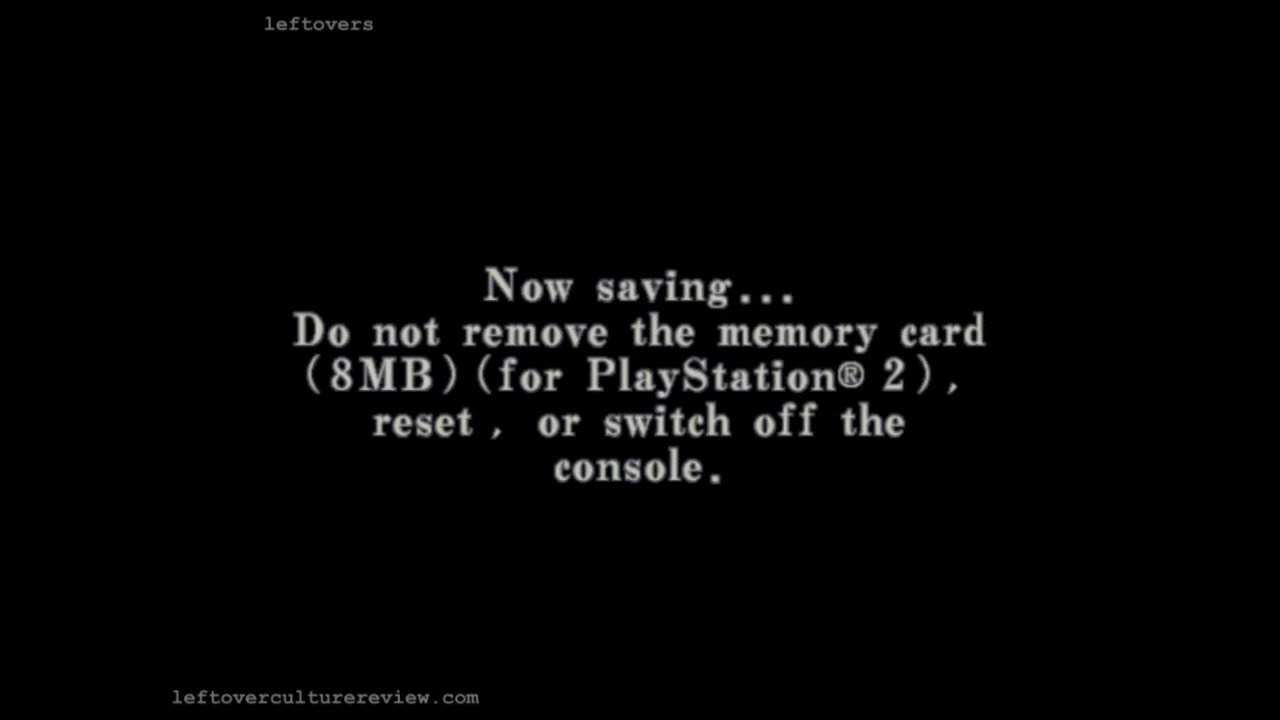 leftovers
Now saving...
Do not remove the memory card
(8MB)(for PlayStation® 2),
reset, or switch off the
console.
leftoverculturereview.com